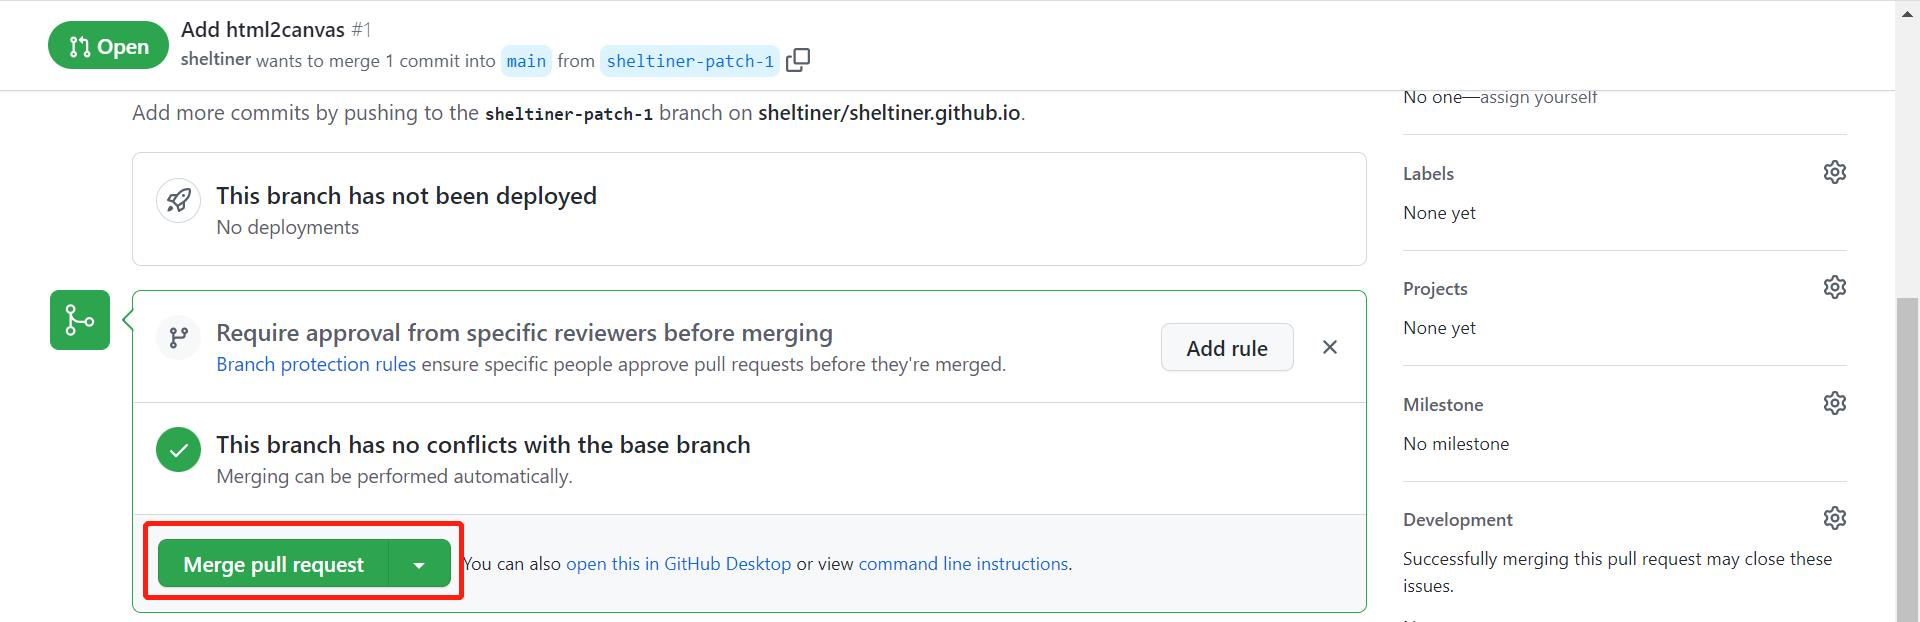 Open
Add html2canvas #1
sheltiner wants to merge 1 commit into main from sheltiner-patch-1
Add more commits by pushing to the sheltiner-patch-1 branch on sheltiner/sheltiner.github.io.
This branch has not been deployed
No deployments
Require approval from specific reviewers before merging
Branch protection rules ensure specific people approve pull requests before they're merged.
Add rule
This branch has no conflicts with the base branch
Merging can be performed automatically.
Merge pull request
You can also open this in GitHub Desktop or view command line instructions.
No one—assign yourself
Labels
None yet
Projects
None yet
Milestone
No milestone
Development
Successfully merging this pull request may close these
issues.